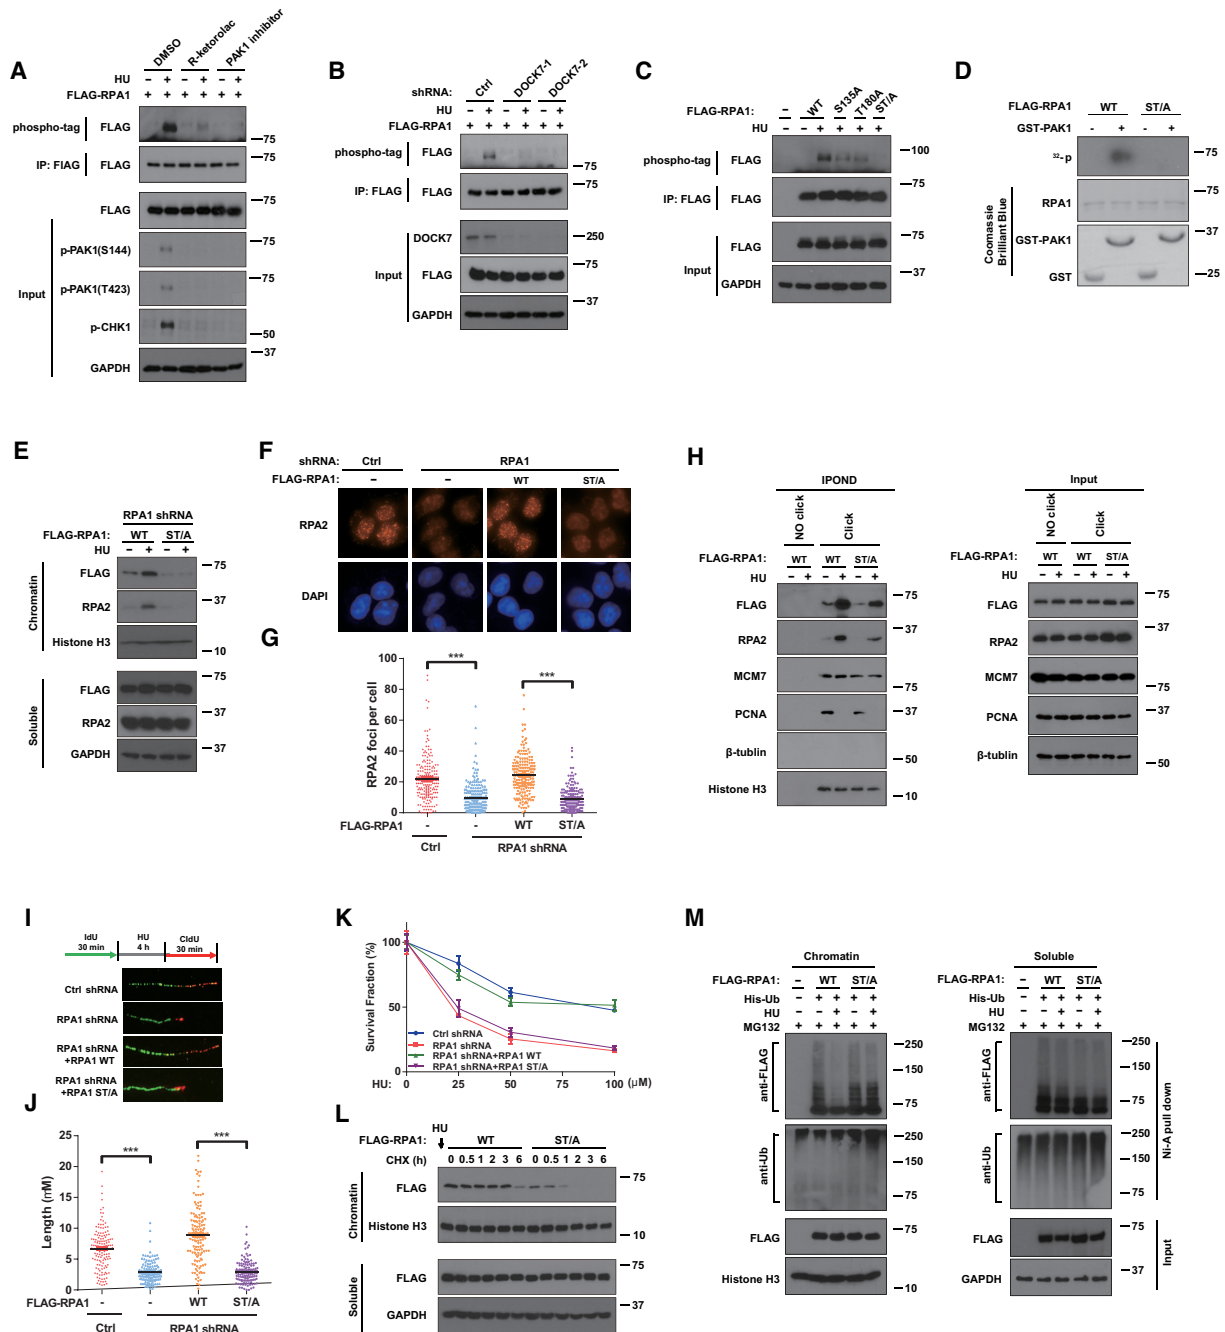 A
DMSO
R-ketorolac
PAK1 inhibitor
HU - + - + - +
FLAG-RPA1 + + + + + +
phospho-tag FLAG
75
IP: FlAG FLAG
75
FLAG
p-PAK1(S144)
75
p-PAK1(T423)
75
p-CHK1
50
37
GAPDH
Input
B
shRNA: Ctrl DOCK7-1 DOCK7-2
HU - + - + - +
FLAG-RPA1 + + + + + +
phospho-tag FLAG
75
IP: FLAG FLAG
75
DOCK7
250
FLAG
75
GAPDH
37
Input
C
FLAG-RPA1: – WT S135A T180A ST/A
HU - - + + + +
phospho-tag FLAG
100
75
IP: FLAG FLAG
75
FLAG
75
GAPDH
37
Input
D
FLAG-RPA1 WT ST/A
GST-PAK1 - + - +
32-p
75
RPA1
75
GST-PAK1
37
GST
25
Coomassie
Brilliant Blue
E
RPA1 shRNA
FLAG-RPA1: WT ST/A
HU – + – +
FLAG
75
RPA2
37
Histone H3
10
Chromatin
FLAG
75
RPA2
37
GAPDH
Soluble
F
shRNA: Ctrl RPA1
FLAG-RPA1: – – WT ST/A
RPA2
DAPI
G
RPA2 foci per cell
100
80
60
40
20
0
*** ***
FLAG-RPA1 - - WT ST/A
Ctrl RPA1 shRNA
H
IPOND
NO click
Click
FLAG-RPA1: WT WT ST/A
HU - + - + - +
FLAG
75
RPA2
37
MCM7
75
PCNA
37
β-tublin
50
Histone H3
10
Input
NO click
Click
FLAG-RPA1: WT WT ST/A
HU - + - + - +
FLAG
75
RPA2
37
MCM7
75
PCNA
37
β-tublin
50
I
IdU
30 min
HU
4 h
CldU
30 min
Ctrl shRNA
RPA1 shRNA
RPA1 shRNA
+RPA1 WT
RPA1 shRNA
+RPA1 ST/A
J
Length (mM)
25
20
15
10
5
0
*** ***
FLAG-RPA1 - - WT ST/A
Ctrl RPA1 shRNA
K
Survival Fraction (%)
100
50
0
Ctrl shRNA
RPA1 shRNA
RPA1 shRNA+RPA1 WT
RPA1 shRNA+RPA1 ST/A
HU: 0 25 50 100 (μM)
L
HU
FLAG-RPA1: WT ST/A
CHX (h) 0 0.5 1 2 3 6 0 0.5 1 2 3 6
FLAG
75
Histone H3
10
Chromatin
FLAG
75
GAPDH
37
Soluble
M
Chromatin
FLAG-RPA1: – WT ST/A
His-Ub – + + + +
HU – – + – +
MG132 + + + + +
anti-FLAG
250
150
75
anti-Ub
250
150
75
FLAG
75
Histone H3
10
Soluble
FLAG-RPA1: – WT ST/A
His-Ub – + + + +
HU – – + – +
MG132 + + + + +
anti-FLAG
250
150
75
anti-Ub
250
150
75
Ni-A pull down
FLAG
75
GAPDH
37
Input